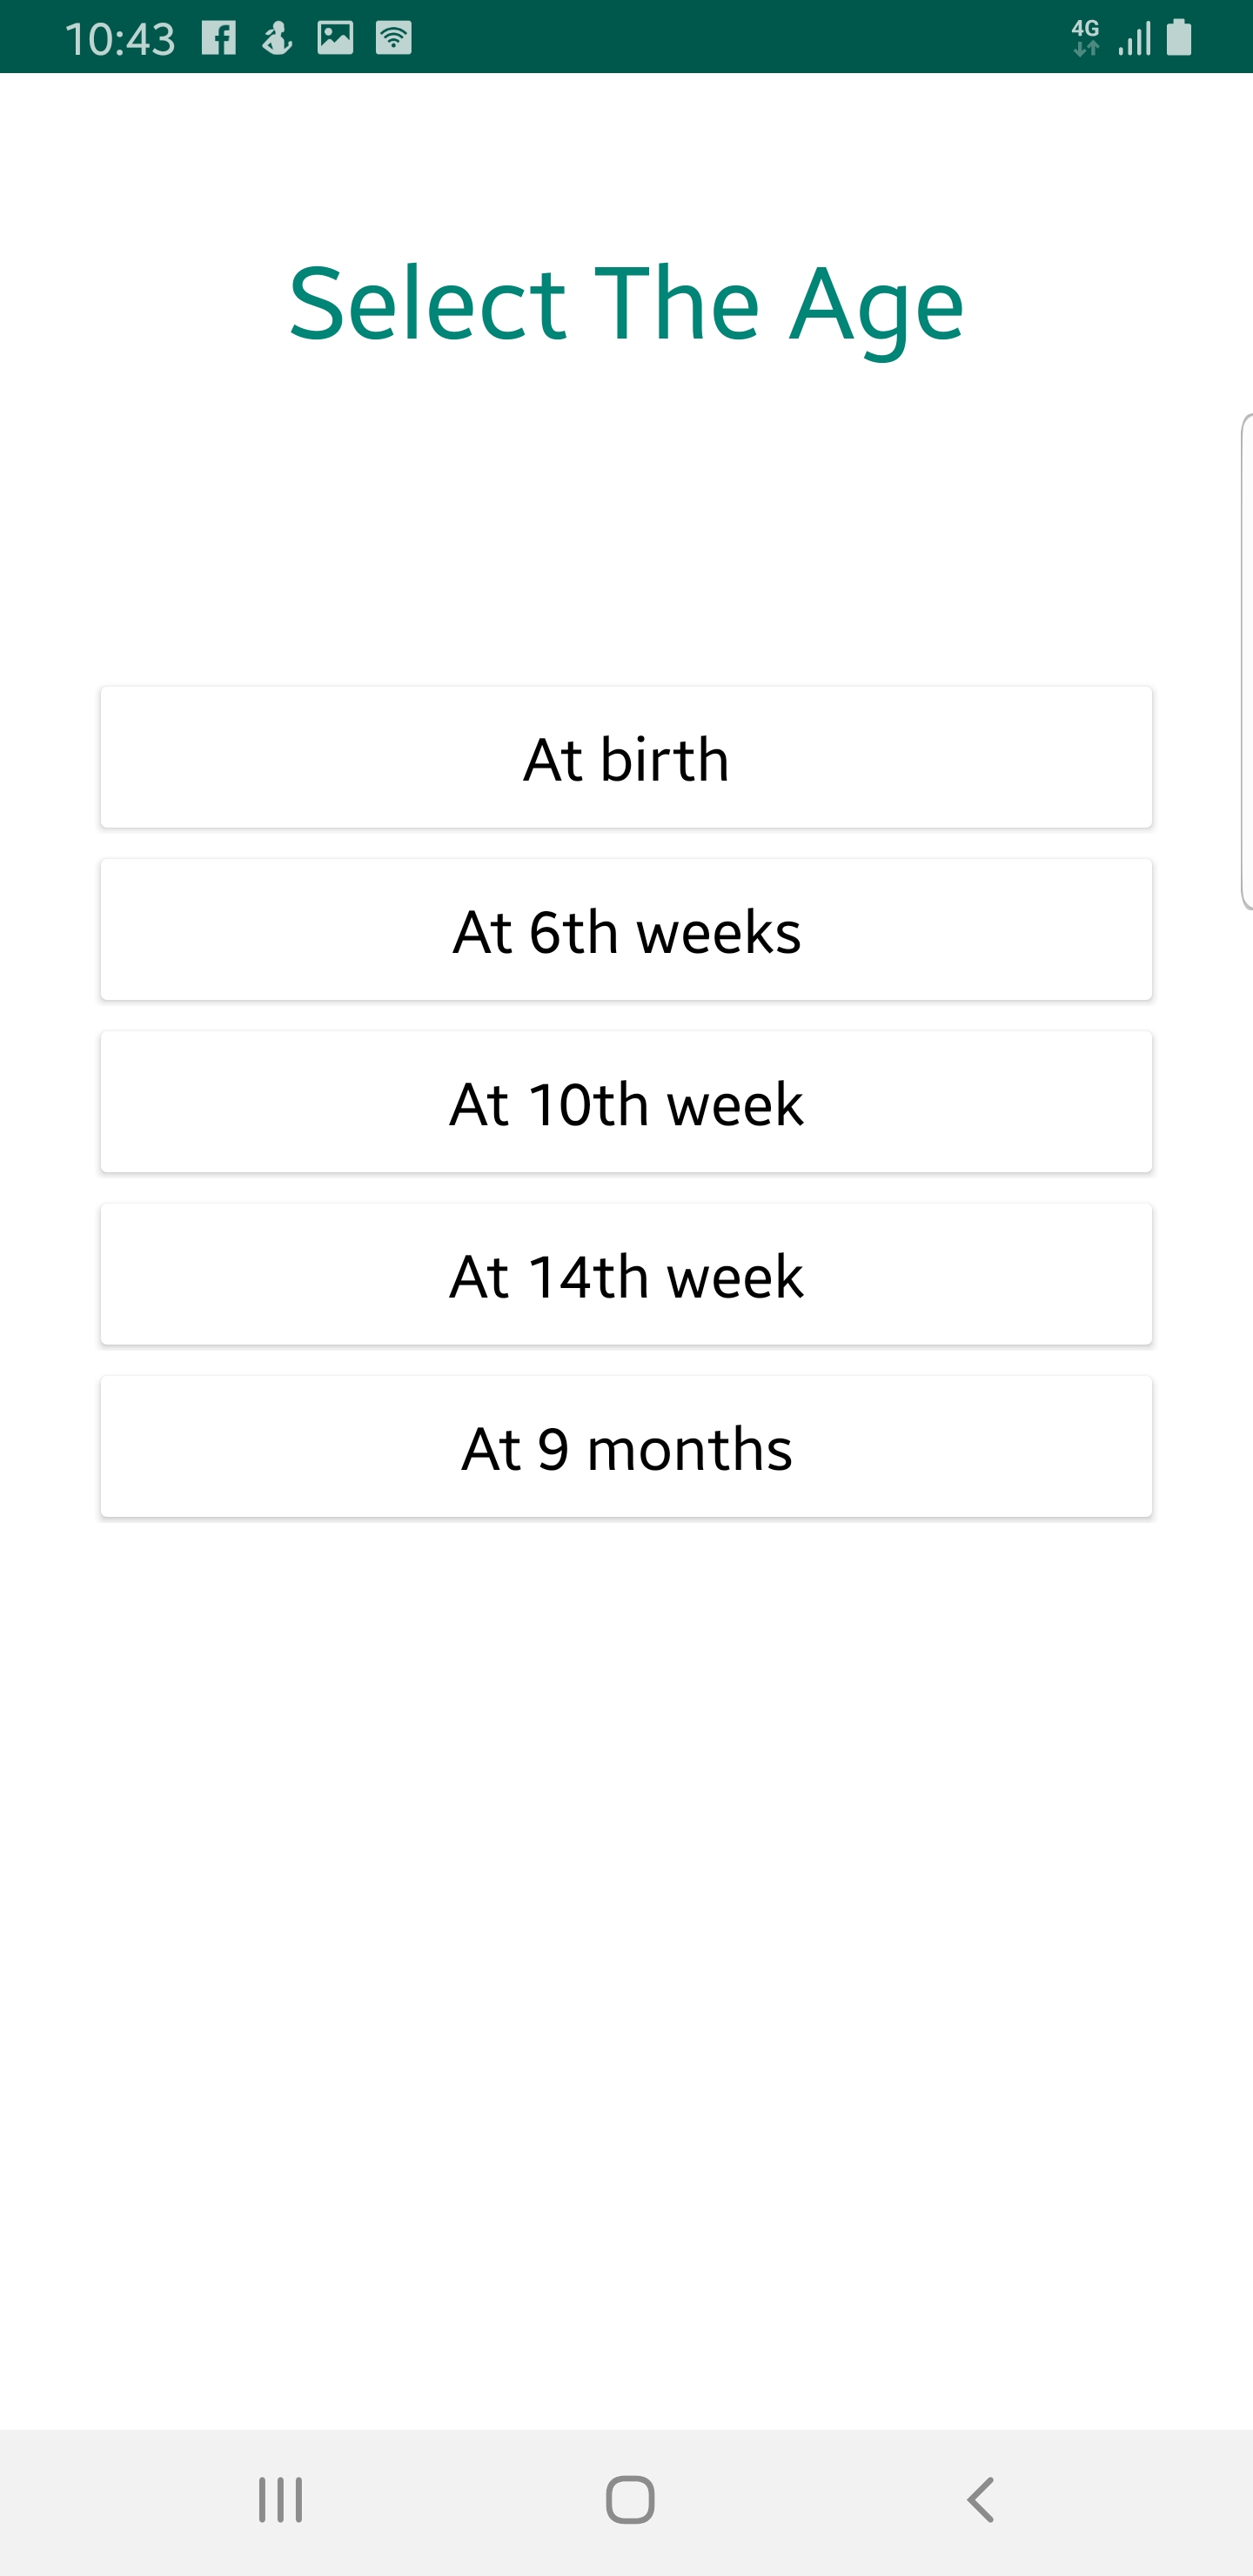 10:43
4G
Select The Age
At birth
At 6th weeks
At 10th week
At 14th week
At 9 months